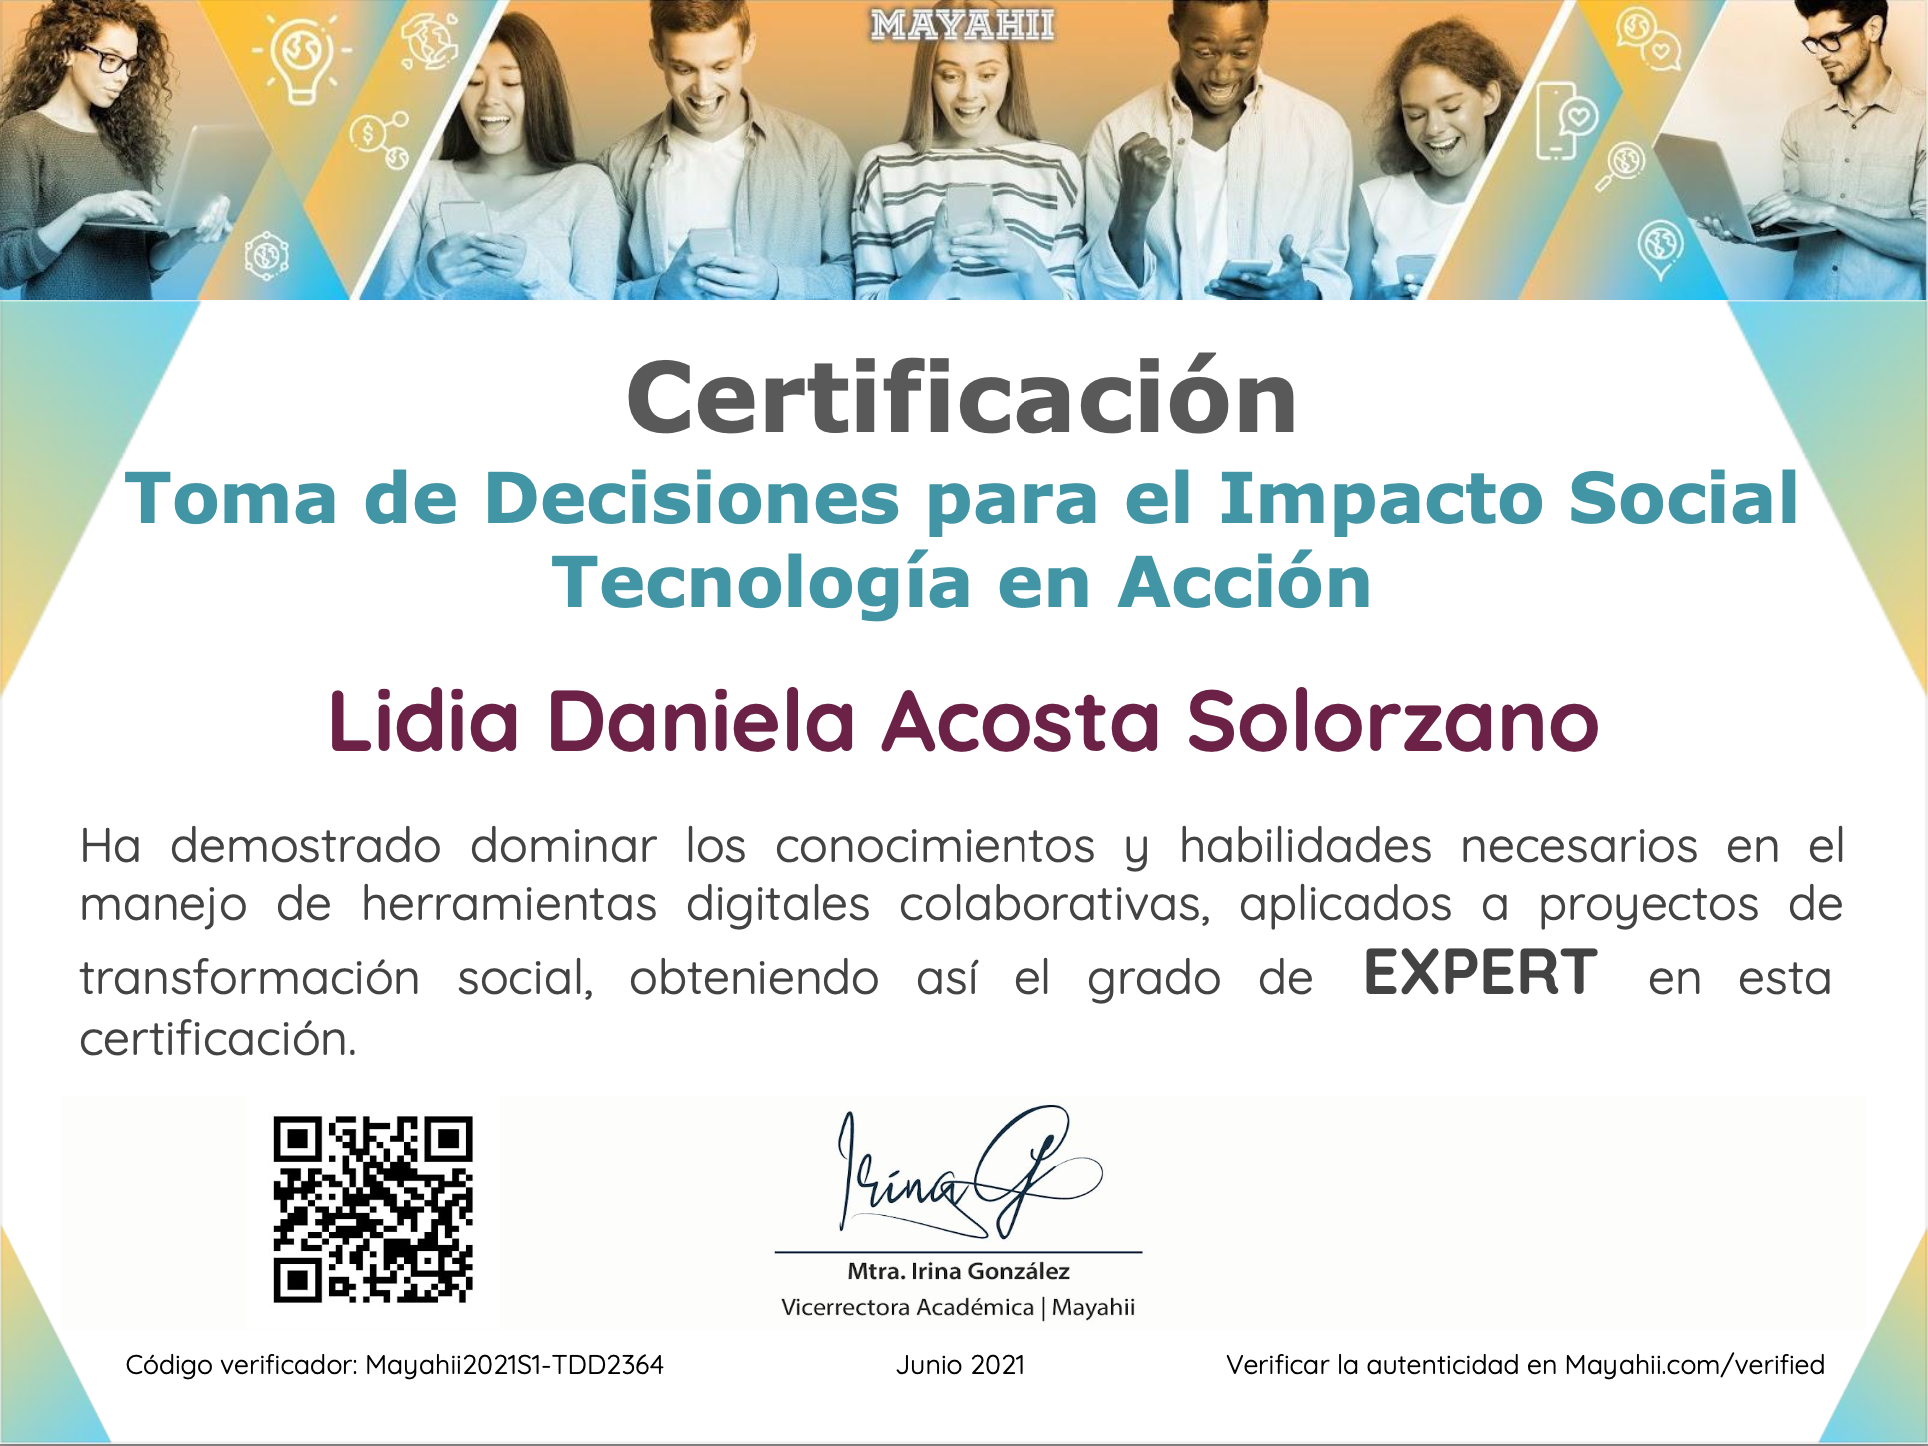 MAYAHII
Certificación
Toma de Decisiones para el Impacto Social
Tecnología en Acción
Lidia Daniela Acosta Solorzano
Ha demostrado dominar los conocimientos y habilidades necesarios en el
manejo de herramientas digitales colaborativas, aplicados a proyectos de
transformación social, obteniendo así el grado de EXPERT en esta
certificación.
Irina G
Mtra. Irina González
Vicerrectora Académica | Mayahii
Código verificador: Mayahii2021S1-TDD2364
Junio 2021
Verificar la autenticidad en Mayahii.com/verified